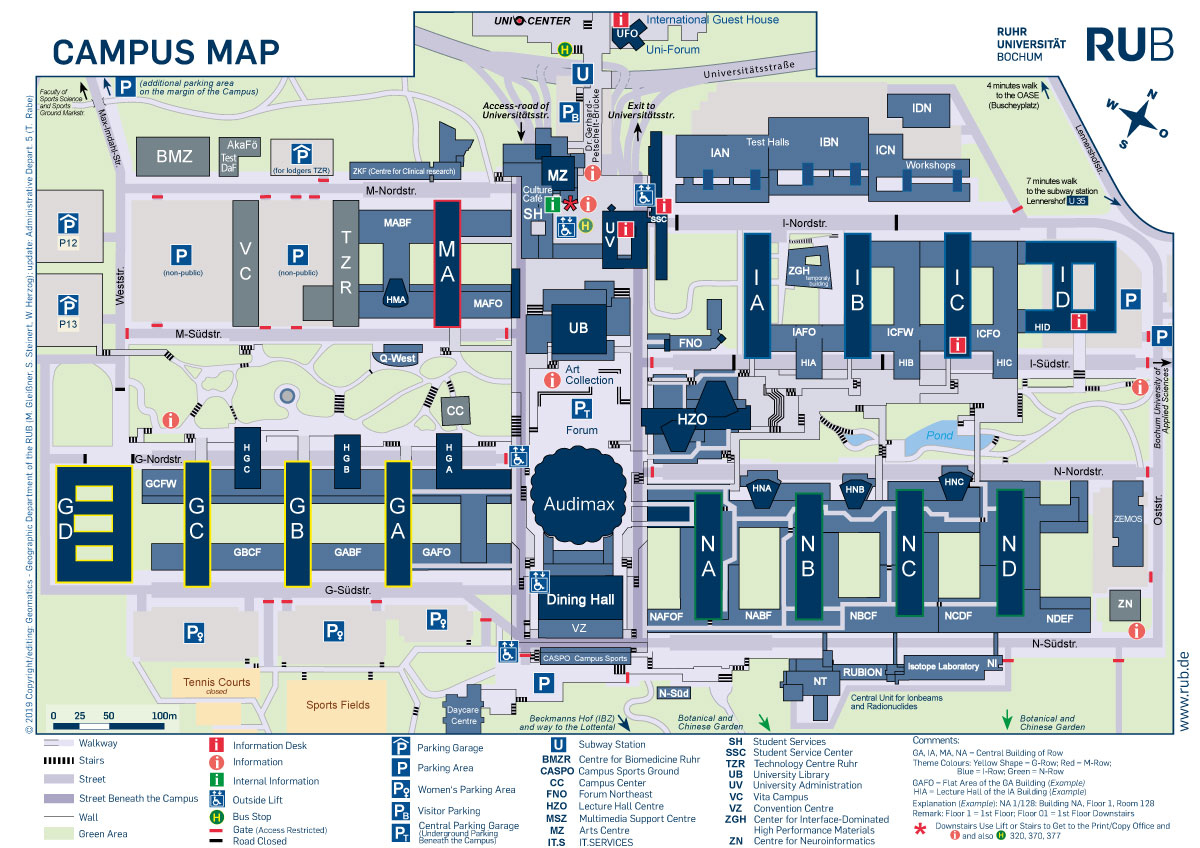 CAMPUS MAP
UNI CENTER
International Guest House
UFO
Uni-Forum
RUHR
UNIVERSITÄT
BOCHUM
RUB
Universitätsstraße
H
U
PB
Dr.-Gerhard-
Petschelt-Brücke
Access-road of
Universitätsstr.
Exit to
Universitätsstr.
Faculty of
Sports Science
and Sports
Ground Markstr.
P
(additional parking area
on the margin of the Campus)
Max-Imdahl-Str.
4 minutes walk
to the OASE
(Buscheyplatz)
Lennershofstr.
N
W
O
S
7 minutes walk
to the subway station
Lennershof U 35
BMZ
AkaFö
Test
DaF
P
(for lodgers TZR)
ZKF (Centre for Clinical research)
MZ
Culture
Café
SH
UV
SSC
IAN
Test Halls
IBN
ICN
IDN
Workshops
M-Nordstr.
I-Nordstr.
P
P12
P
P13
Weststr.
P
(non-public)
VC
P
(non-public)
TZR
MABF
HMA
MA
MAFO
M-Südstr.
Q-West
UB
FNO
Art
Collection
PT
Forum
HZO
IA
ZGH
temporaly
building
IB
IC
ID
IAFO
HIA
ICFW
HIB
ICFO
HIC
HID
I-Südstr.
P
P
Bochum University of
Applied Sciences
CC
Pond
G-Nordstr.
HGC
HGB
HGA
GCFW
GD
GC
GB
GA
GBCF
GABF
GAFO
G-Südstr.
Audimax
Dining Hall
VZ
CASPO Campus Sports
N-Nordstr.
HNA
HNB
HNC
NA
NB
NC
ND
NAFOF
NABF
NBCF
NCDF
NDEF
N-Südstr.
ZEMOS
ZN
Oststr.
P
P
P
P
Tennis Courts
closed
Sports Fields
Daycare
Centre
N-Süd
NT
RUBION
Isotope Laboratory
NI
Central Unit for Ionbeams
and Radionuclides
Beckmanns Hof (IBZ)
and way to the Lottental
Botanical and
Chinese Garden
Botanical and
Chinese Garden
0 25 50 100m
© 2019 Copyright/editing: Geomatics - Geographic Department of the RUB (M. Gleißner, S. Steinert, W. Herzog; update: Administrative Depart. 5 (T. Rabe)
www.rub.de
Walkway
Stairs
Street
Street Beneath the Campus
Wall
Green Area
i Information Desk
i Information
i Internal Information
Outside Lift
H Bus Stop
Gate (Access Restricted)
Road Closed
P Parking Garage
P Parking Area
P Women's Parking Area
PB Visitor Parking
PT Central Parking Garage
(Underground Parking
Beneath the Campus)
U Subway Station
BMZR Centre for Biomedicine Ruhr
CASPO Campus Sports Ground
CC Campus Center
FNO Forum Northeast
HZO Lecture Hall Centre
MSZ Multimedia Support Centre
MZ Arts Centre
IT.S IT.SERVICES
SH Student Services
SSC Student Service Center
TZR Technology Centre Ruhr
UB University Library
UV University Administration
VC Vita Campus
VZ Convention Centre
ZGH Center for Interface-Dominated
High Performance Materials
ZN Centre for Neuroinformatics
Comments:
GA, IA, MA, NA – Central Building of Row
Theme Colours: Yellow Shape – G-Row; Red – M-Row;
Blue = I-Row; Green = N-Row
GAFO – Flat Area of the GA Building (Example)
HIA = Lecture Hall of the IA Building (Example)
Explanation (Example): NA 1/128: Building NA, Floor 1, Room 128
Remark: Floor 1 = 1st Floor; Floor 01 = 1st Floor Downstairs
* Downstairs Use Lift or Stairs to Get to the Print/Copy Office and
i and also H 320, 370, 377